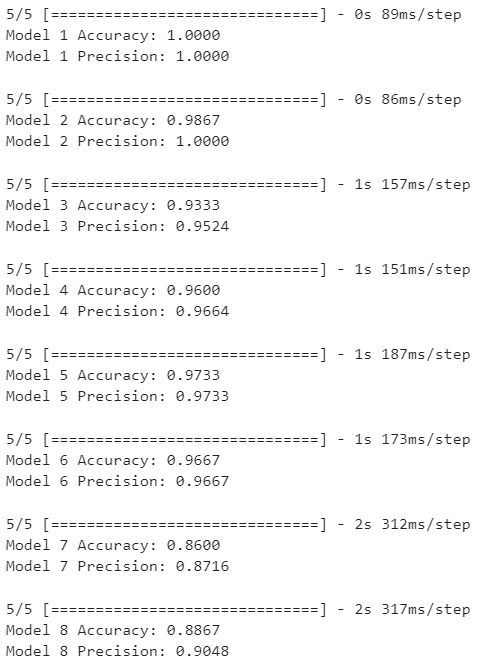 5/5 [==============================] - 0s 89ms/step
Model 1 Accuracy: 1.0000
Model 1 Precision: 1.0000
5/5 [==============================] - 0s 86ms/step
Model 2 Accuracy: 0.9867
Model 2 Precision: 1.0000
5/5 [==============================] - 1s 157ms/step
Model 3 Accuracy: 0.9333
Model 3 Precision: 0.9524
5/5 [==============================] - 1s 151ms/step
Model 4 Accuracy: 0.9600
Model 4 Precision: 0.9664
5/5 [==============================] - 1s 187ms/step
Model 5 Accuracy: 0.9733
Model 5 Precision: 0.9733
5/5 [==============================] - 1s 173ms/step
Model 6 Accuracy: 0.9667
Model 6 Precision: 0.9667
5/5 [==============================] - 2s 312ms/step
Model 7 Accuracy: 0.8600
Model 7 Precision: 0.8716
5/5 [==============================] - 2s 317ms/step
Model 8 Accuracy: 0.8867
Model 8 Precision: 0.9048